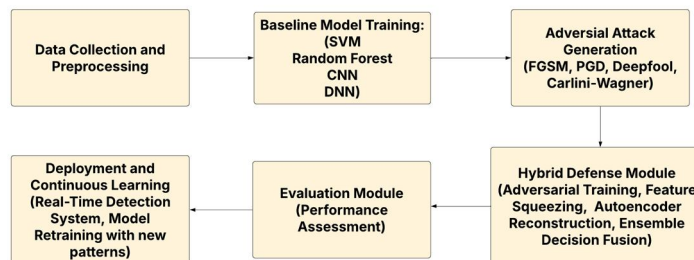 Data Collection and
Preprocessing
Baseline Model Training:
(SVM
Random Forest
CNN
DNN)
Adversial Attack
Generation
(FGSM, PGD, Deepfool,
Carlini-Wagner)
Hybrid Defense Module
(Adversarial Training, Feature
Squeezing, Autoencoder
Reconstruction, Ensemble
Decision Fusion)
Evaluation Module
(Performance
Assessment)
Deployment and
Continuous Learning
(Real-Time Detection
System, Model
Retraining with new
patterns)